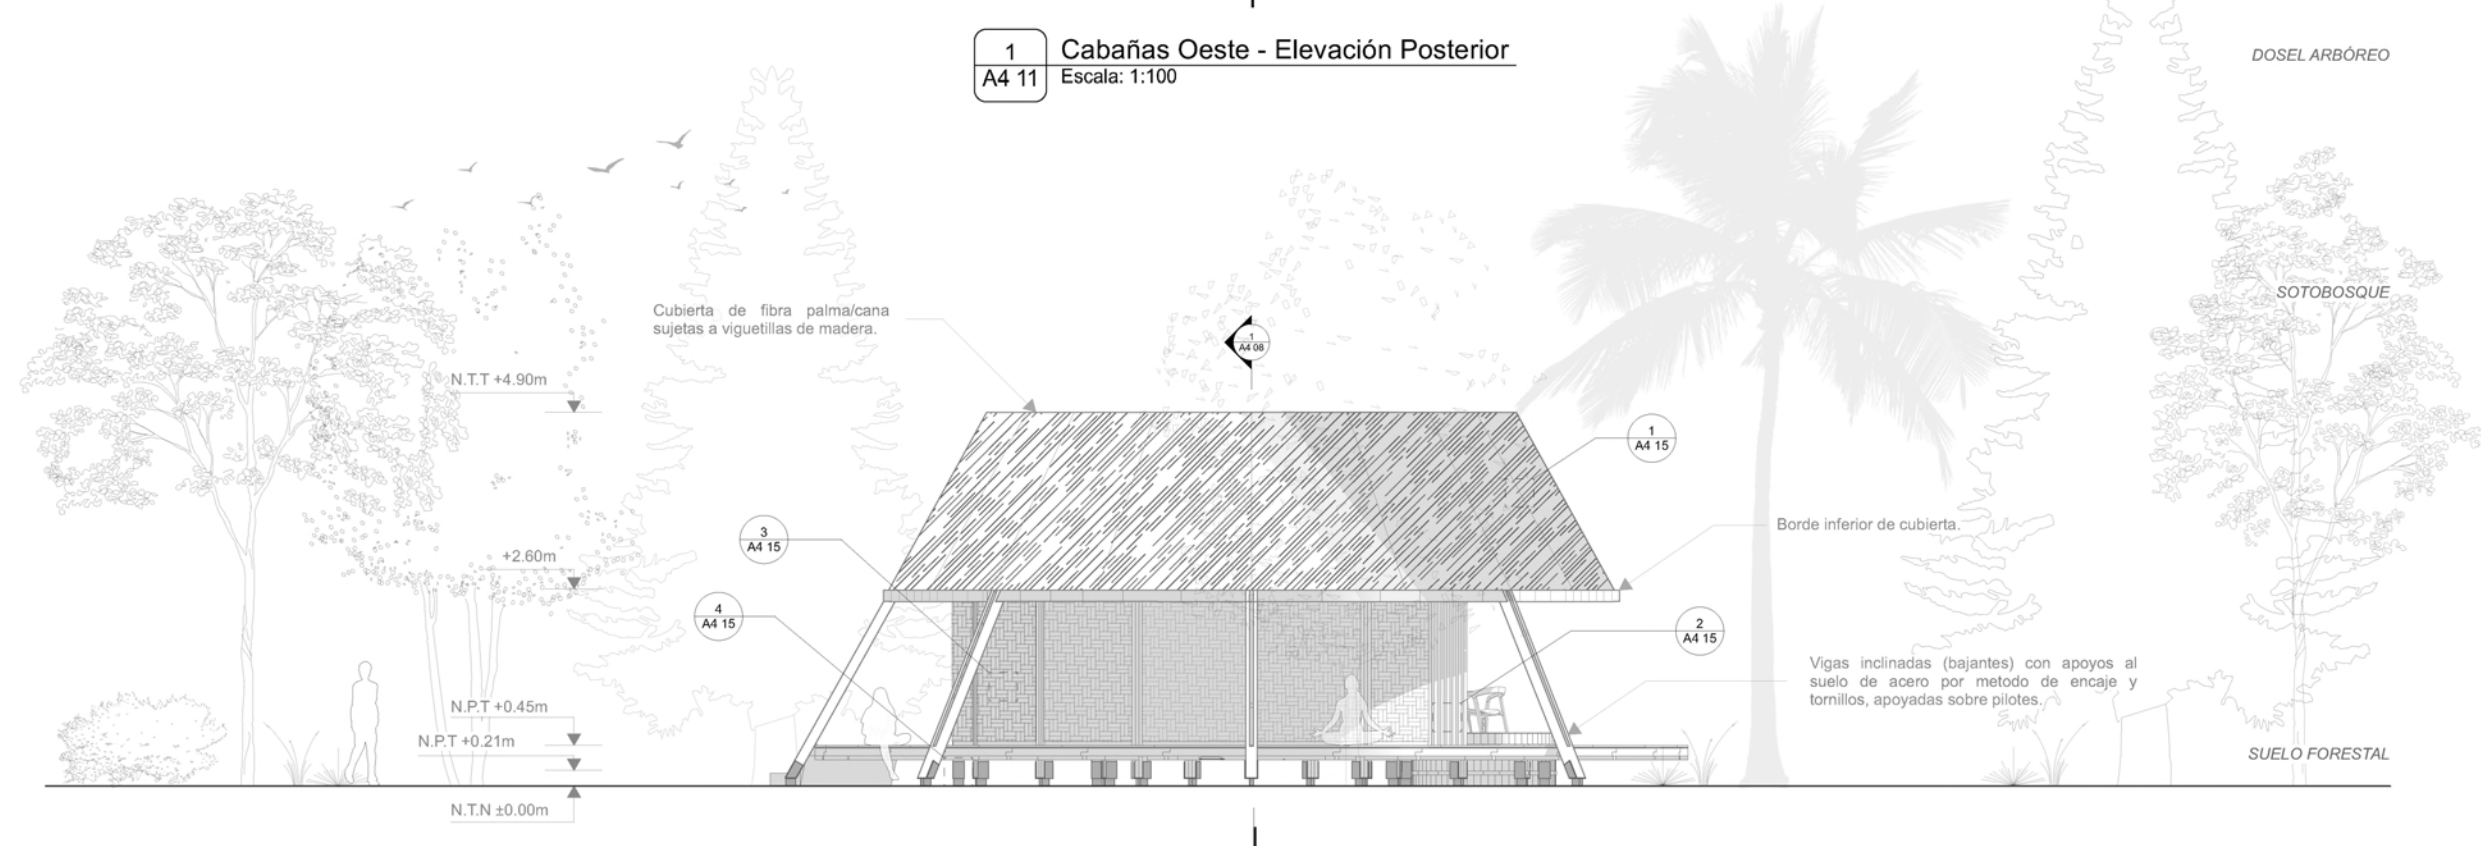 1
A4 11
Cabañas Oeste - Elevación Posterior
Escala: 1:100
DOSEL ARBÓREO
SOTOBOSQUE
Cubierta de fibra palma/cana
sujetas a viguetillas de madera.
1
A4 08
N.T.T +4.90m
1
A4 15
3
A4 15
Borde inferior de cubierta.
+2.60m
4
A4 15
2
A4 15
Vigas inclinadas (bajantes) con apoyos al
suelo de acero por metodo de encaje y
tornillos, apoyadas sobre pilotes.
N.P.T +0.45m
N.P.T +0.21m
SUELO FORESTAL
N.T.N ±0.00m